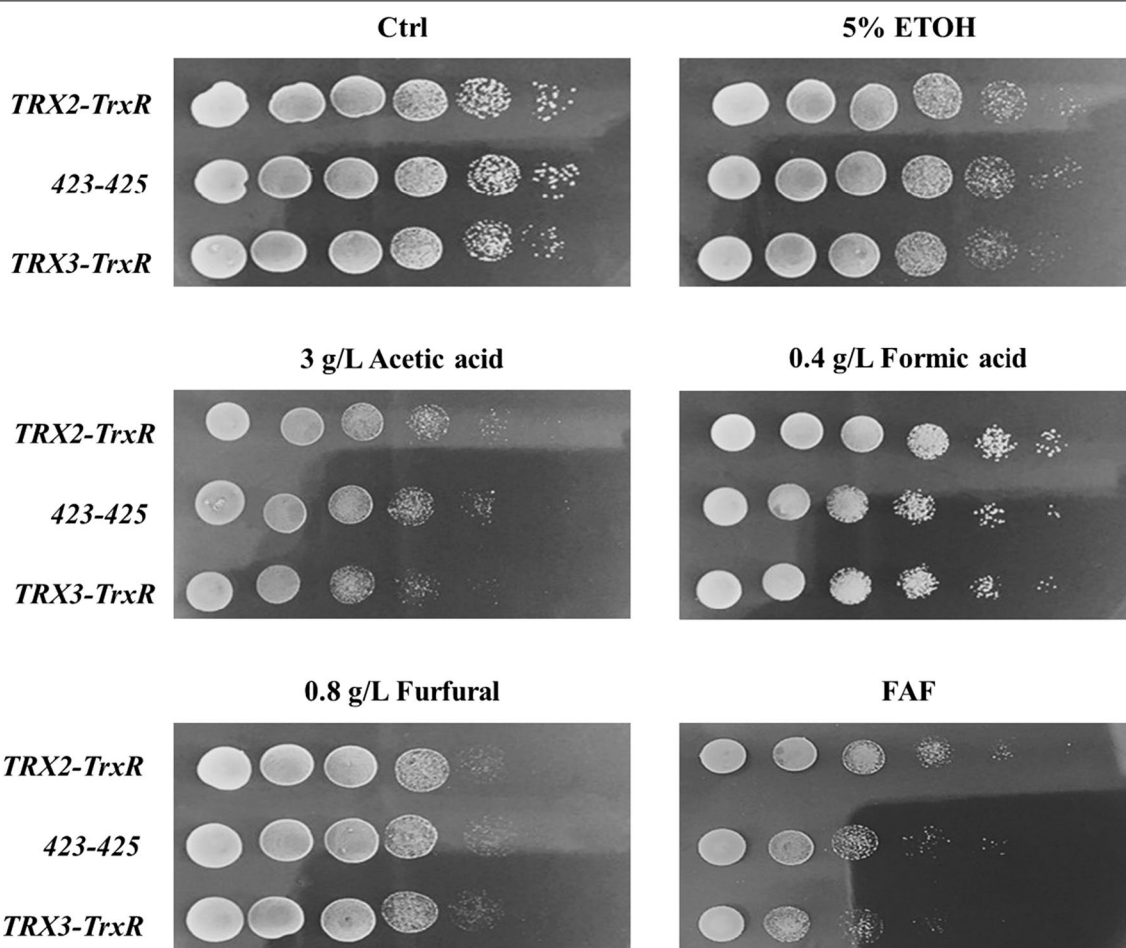 Ctrl
5% ETOH
TRX2-TrxR
423-425
TRX3-TrxR
3 g/L Acetic acid
0.4 g/L Formic acid
TRX2-TrxR
423-425
TRX3-TrxR
0.8 g/L Furfural
FAF
TRX2-TrxR
423-425
TRX3-TrxR